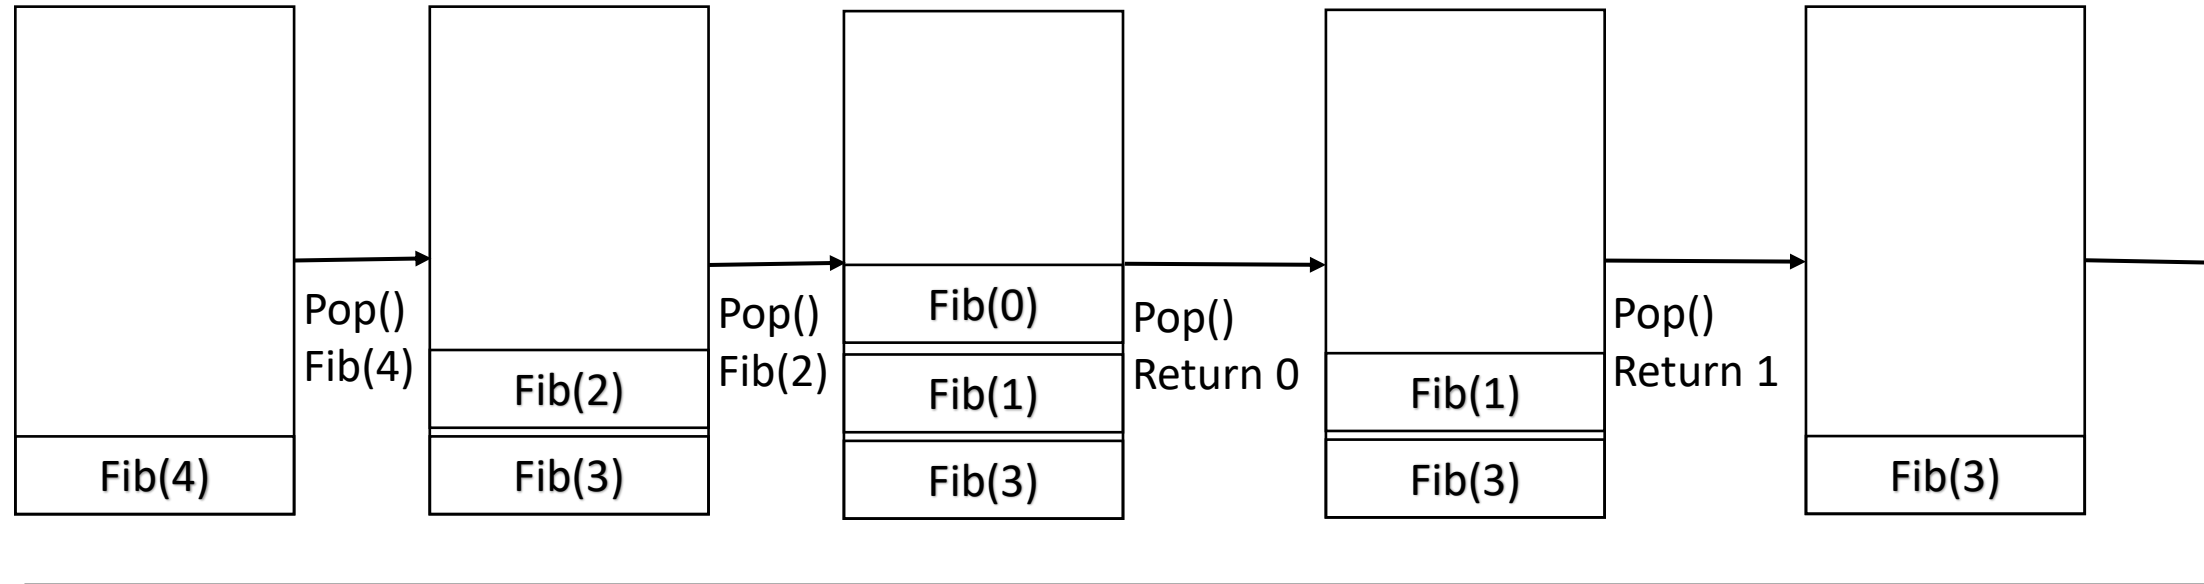 Fib(4)
Pop()
Fib(4)
Fib(2)
Fib(3)
Pop()
Fib(2)
Fib(0)
Fib(1)
Fib(3)
Pop()
Return 0
Fib(1)
Fib(3)
Pop()
Return 1
Fib(3)